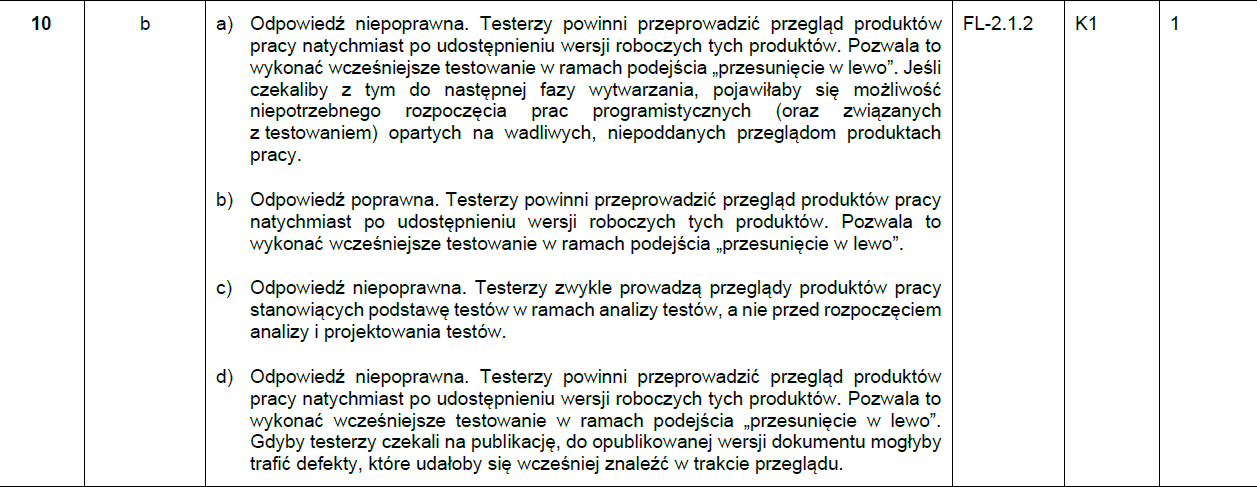 10 b a) Odpowiedź niepoprawna. Testerzy powinni przeprowadzić przegląd produktów FL-2.1.2 K1 1
pracy natychmiast po udostępnieniu wersji roboczych tych produktów. Pozwala to
wykonać wcześniejsze testowanie w ramach podejścia „przesunięcie w lewo”. Jeśli
czekaliby z tym do następnej fazy wytwarzania, pojawiłaby się możliwość
niepotrzebnego rozpoczęcia prac programistycznych (oraz związanych
z testowaniem) opartych na wadliwych, niepoddanych przeglądom produktach
pracy.
b) Odpowiedź poprawna. Testerzy powinni przeprowadzić przegląd produktów pracy
natychmiast po udostępnieniu wersji roboczych tych produktów. Pozwala to
wykonać wcześniejsze testowanie w ramach podejścia „przesunięcie w lewo”.
c) Odpowiedź niepoprawna. Testerzy zwykle prowadzą przeglądy produktów pracy
stanowiących podstawę testów w ramach analizy testów, a nie przed rozpoczęciem
analizy i projektowania testów.
d) Odpowiedź niepoprawna. Testerzy powinni przeprowadzić przegląd produktów
pracy natychmiast po udostępnieniu wersji roboczych tych produktów. Pozwala to
wykonać wcześniejsze testowanie w ramach podejścia „przesunięcie w lewo”.
Gdyby testerzy czekali na publikację, do opublikowanej wersji dokumentu mogłyby
trafić defekty, które udałoby się wcześniej znaleźć w trakcie przeglądu.